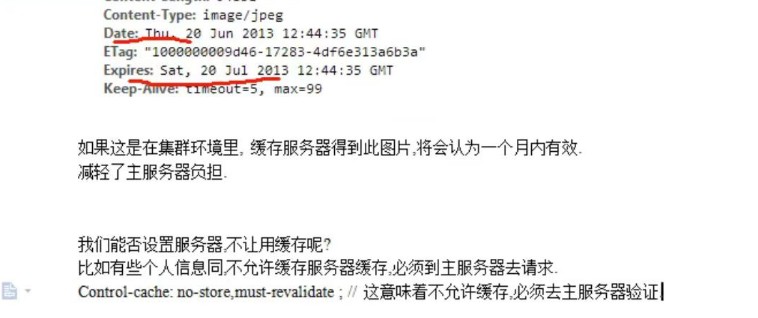 Content-Type: image/jpeg
Date: Thu, 20 Jun 2013 12:44:35 GMT
ETag: "1000000009d46-17283-4df6e313a6b3a"
Expires: Sat, 20 Jul 2013 12:44:35 GMT
Keep-Alive: timeout=5, max=99
如果这是在集群环境里, 缓存服务器得到此图片,将会认为一个月内有效.
减轻了主服务器负担.
我们能否设置服务器,不让用缓存呢?
比如有些个人信息同,不允许缓存服务器缓存,必须到主服务器去请求.
Control-cache: no-store,must-revalidate ; // 这意味着不允许缓存,必须去主服务器验证